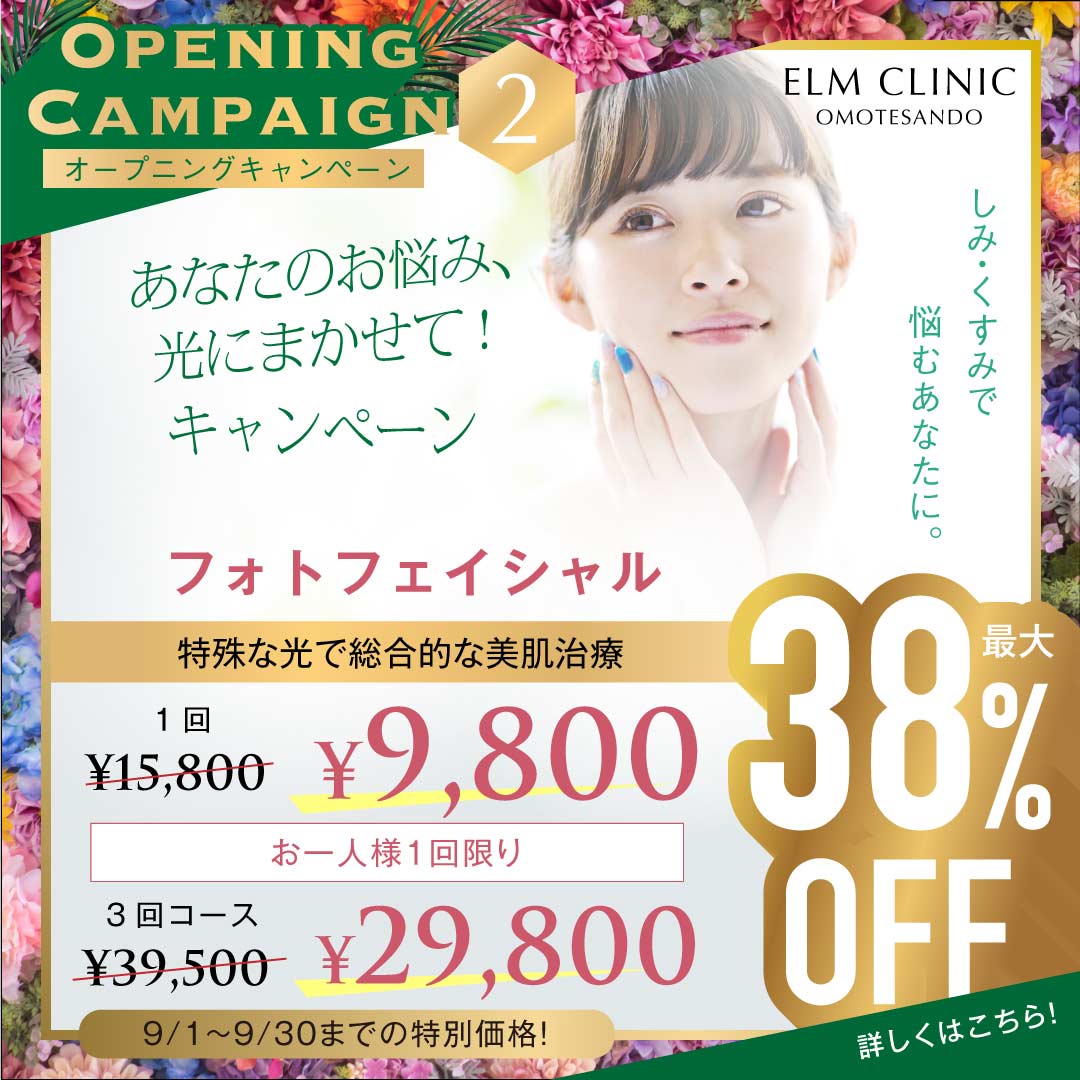 OPENING
CAMPAIGN
2
オープニングキャンペーン
ELM CLINIC
OMOTESANDO
しみ・くすみで
悩むあなたに。
あなたのお悩み、
光にまかせて！
キャンペーン
フォトフェイシャル
特殊な光で総合的な美肌治療
1回
¥15,800
¥9,800
お一人様1回限り
3回コース
¥39,500
¥29,800
最大
38%
OFF
9/1～9/30までの特別価格!
詳しくはこちら!